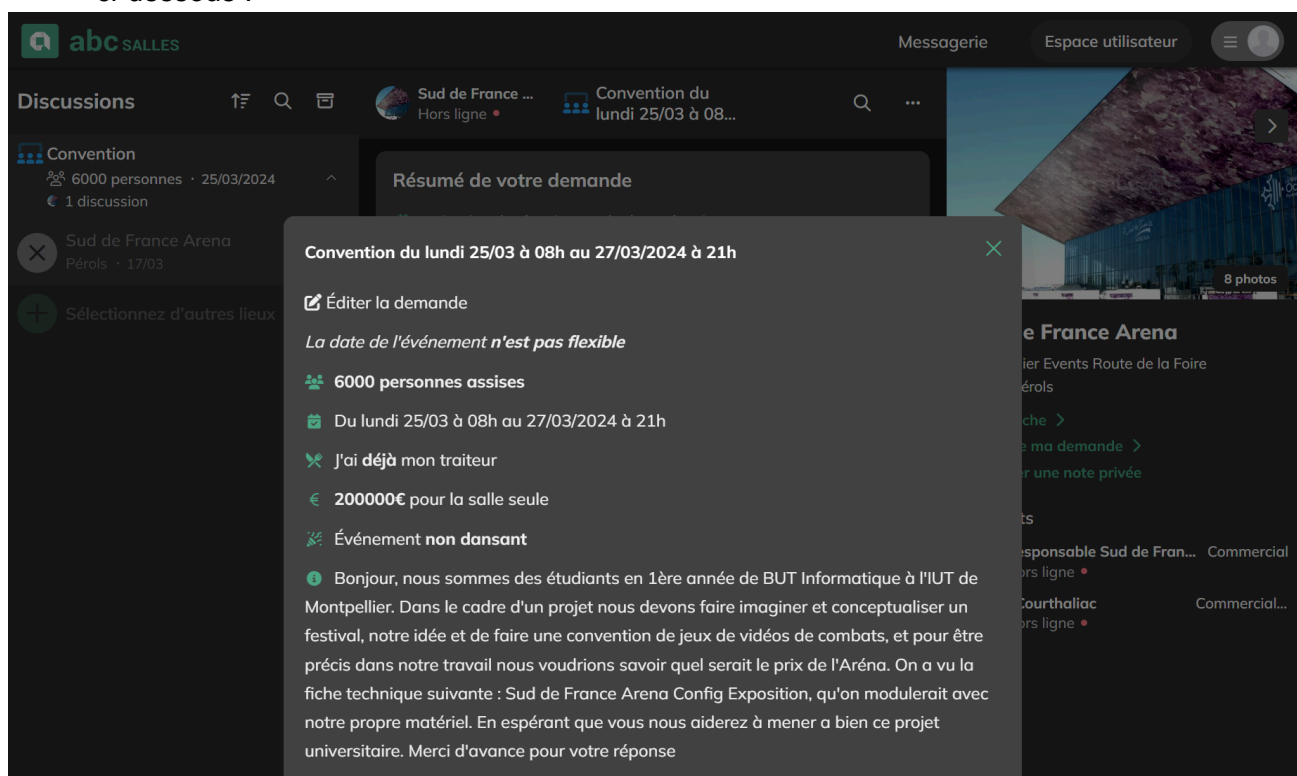 abc SALLES
Messagerie
Espace utilisateur
Discussions
Sud de France ...
Hors ligne
Convention du
lundi 25/03 à 08...
Convention
6000 personnes · 25/03/2024
1 discussion
Sud de France Arena
Pérols · 17/03
Sélectionnez d'autres lieux
Résumé de votre demande
Convention du lundi 25/03 à 08h au 27/03/2024 à 21h
Éditer la demande
La date de l'événement n'est pas flexible
6000 personnes assises
Du lundi 25/03 à 08h au 27/03/2024 à 21h
J'ai déjà mon traiteur
200000€ pour la salle seule
Événement non dansant
Bonjour, nous sommes des étudiants en 1ère année de BUT Informatique à l'IUT de
Montpellier. Dans le cadre d'un projet nous devons faire imaginer et conceptualiser un
festival, notre idée et de faire une convention de jeux de vidéos de combats, et pour être
précis dans notre travail nous voudrions savoir quel serait le prix de l'Aréna. On a vu la
fiche technique suivante : Sud de France Arena Config Exposition, qu'on modulerait avec
notre propre matériel. En espérant que vous nous aiderez à mener a bien ce projet
universitaire. Merci d'avance pour votre réponse
8 photos
e France Arena
ier Events Route de la Foire
érols
che
e ma demande
r une note privée
ts
esponsable Sud de Fran... Commercial
ors ligne
Courthaliac Commercial...
ors ligne